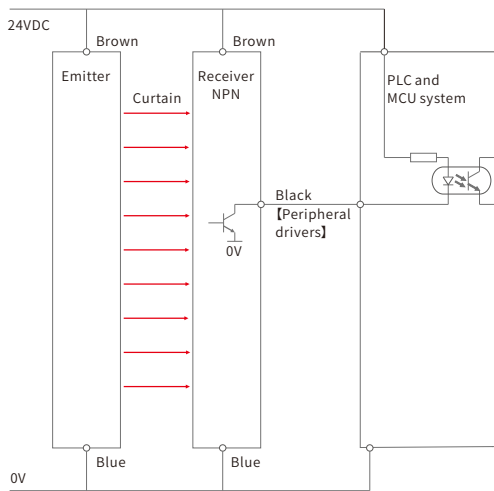 24VDC
Brown
Brown
Emitter
Receiver
NPN
PLC and
MCU system
Curtain
Black
【Peripheral
drivers】
0V
Blue
Blue
0V